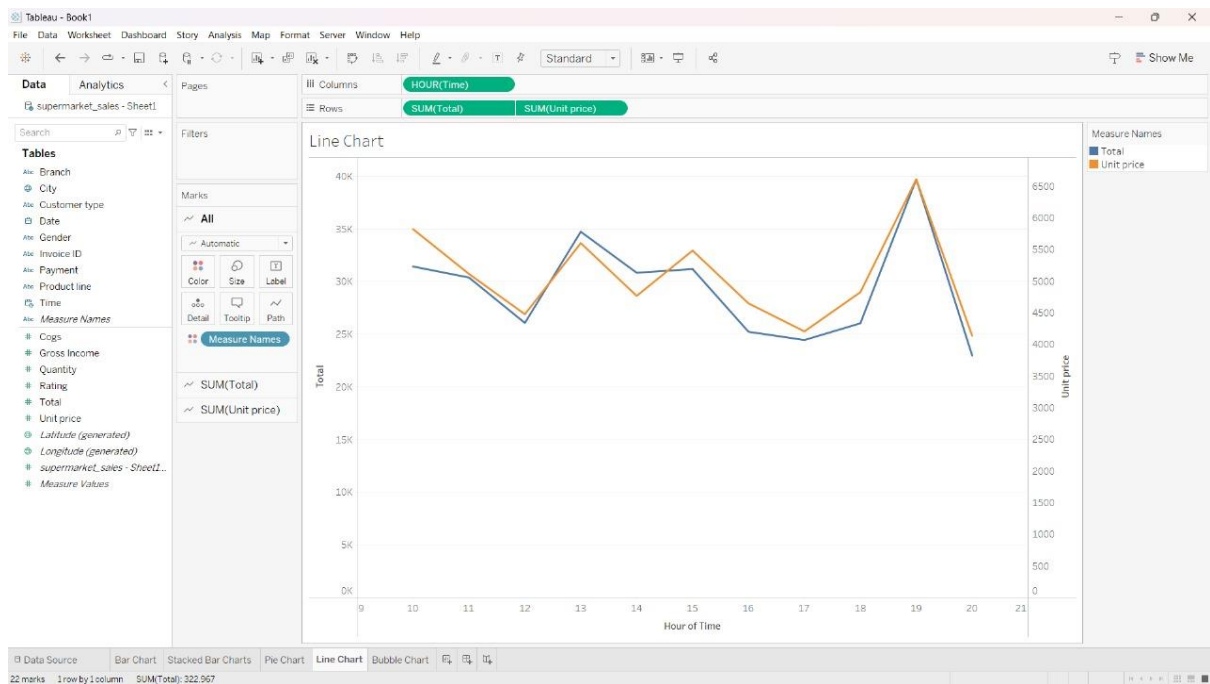 Tableau - Book1
File Data Worksheet Dashboard Story Analysis Map Format Server Window Help
Standard
Show Me
Data Analytics
supermarket_sales - Sheet1
Search
Tables
Abc Branch
City
Abc Customer type
Date
Abc Gender
Abc Invoice ID
Abc Payment
Abc Product line
Time
Abc Measure Names
# Cogs
# Gross Income
# Quantity
# Rating
# Total
# Unit price
Latitude (generated)
Longitude (generated)
# supermarket_sales - Sheet1...
# Measure Values
Pages
Filters
Marks
All
Automatic
Color Size Label
Detail Tooltip Path
Measure Names
SUM(Total)
SUM(Unit price)
Columns HOUR(Time)
Rows SUM(Total) SUM(Unit price)
Line Chart
40K
35K
30K
25K
20K
15K
10K
5K
0K
Total
6500
6000
5500
5000
4500
4000
3500
3000
2500
2000
1500
1000
500
0
Unit price
9 10 11 12 13 14 15 16 17 18 19 20 21
Hour of Time
Measure Names
Total
Unit price
Data Source Bar Chart Stacked Bar Charts Pie Chart Line Chart Bubble Chart
22 marks 1 row by 1 column SUM(Total): 322.967